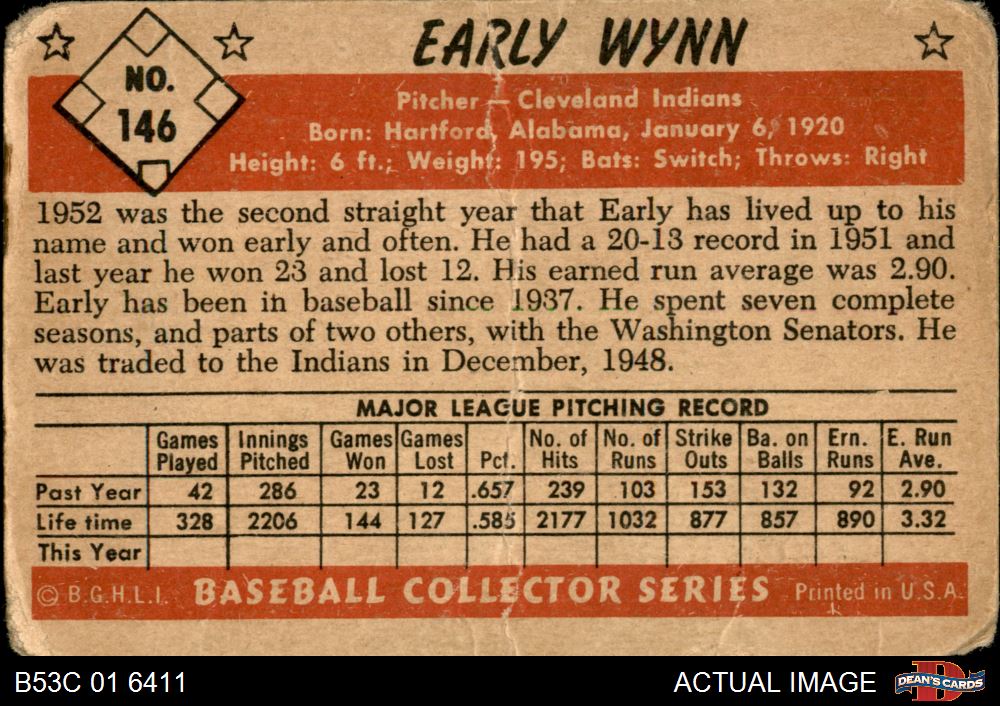 EARLY WYNN
NO.
146
Pitcher — Cleveland Indians
Born: Hartford, Alabama, January 6, 1920
Height: 6 ft.; Weight: 195; Bats: Switch; Throws: Right
1952 was the second straight year that Early has lived up to his
name and won early and often. He had a 20-13 record in 1951 and
last year he won 23 and lost 12. His earned run average was 2.90.
Early has been in baseball since 1937. He spent seven complete
seasons, and parts of two others, with the Washington Senators. He
was traded to the Indians in December, 1948.
MAJOR LEAGUE PITCHING RECORD
Games Innings Games Games No. of No. of Strike Ba. on Ern. E. Run
Played Pitched Won Lost Pct. Hits Runs Outs Balls Runs Ave.
Past Year 42 286 23 12 .657 239 103 153 132 92 2.90
Life time 328 2206 144 127 .585 2177 1032 877 857 890 3.32
This Year
© B.G.H.L.I. BASEBALL COLLECTOR SERIES Printed in U.S.A.
B53C 01 6411 ACTUAL IMAGE DEAN'S CARDS